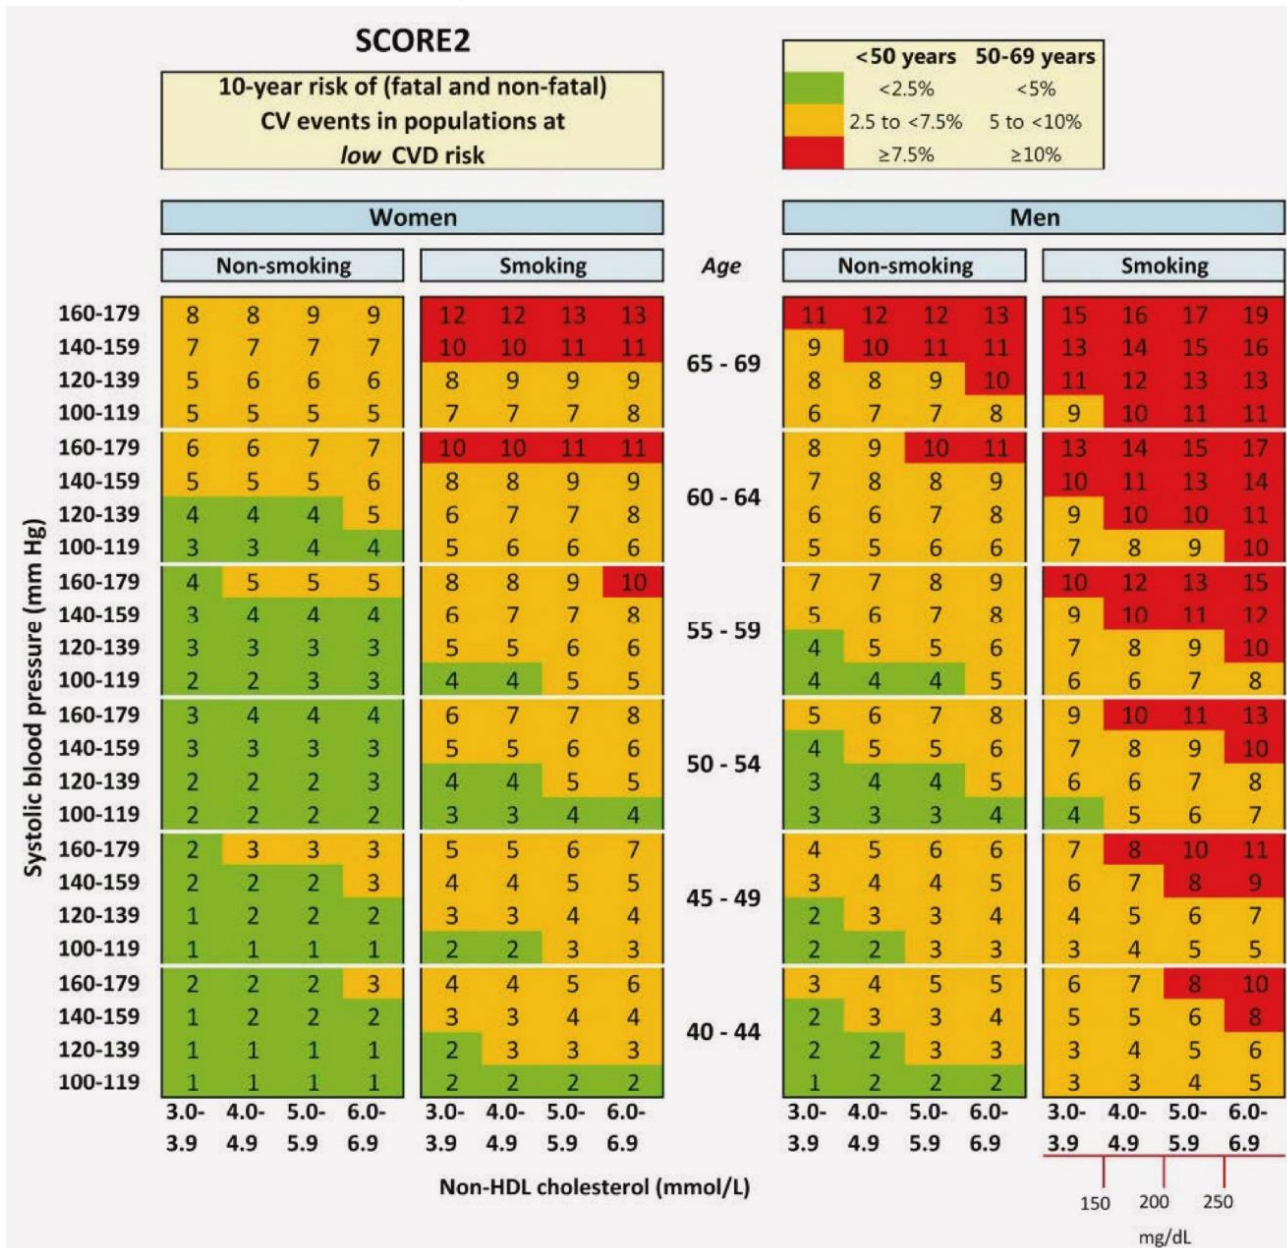 SCORE2
10-year risk of (fatal and non-fatal)
CV events in populations at
low CVD risk
<50 years 50-69 years
<2.5% <5%
2.5 to <7.5% 5 to <10%
≥7.5% ≥10%
Women Men
Non-smoking Smoking Age Non-smoking Smoking
Systolic blood pressure (mm Hg)
160-179 8 8 9 9 12 12 13 13 11 12 12 13 15 16 17 19
140-159 7 7 7 7 10 10 11 11 9 10 11 11 13 14 15 16
65 - 69
120-139 5 6 6 6 8 9 9 9 8 8 9 10 11 12 13 13
100-119 5 5 5 5 7 7 7 8 6 7 7 8 9 10 11 11
160-179 6 6 7 7 10 10 11 11 8 9 10 11 13 14 15 17
140-159 5 5 5 6 8 8 9 9 7 8 8 9 10 11 13 14
60 - 64
120-139 4 4 4 5 6 7 7 8 6 6 7 8 9 10 10 11
100-119 3 3 4 4 5 6 6 6 5 5 6 6 7 8 9 10
160-179 4 5 5 5 8 8 9 10 7 7 8 9 10 12 13 15
140-159 3 4 4 4 6 7 7 8 5 6 7 8 9 10 11 12
55 - 59
120-139 3 3 3 3 5 5 6 6 4 5 5 6 7 8 9 10
100-119 2 2 3 3 4 4 5 5 4 4 4 5 6 6 7 8
160-179 3 4 4 4 6 7 7 8 5 6 7 8 9 10 11 13
140-159 3 3 3 3 5 5 6 6 4 5 5 6 7 8 9 10
50 - 54
120-139 2 2 2 3 4 4 5 5 3 4 4 5 6 6 7 8
100-119 2 2 2 2 3 3 4 4 3 3 3 4 4 5 6 7
160-179 2 3 3 3 5 5 6 7 4 5 6 6 7 8 10 11
140-159 2 2 2 3 4 4 5 5 3 4 4 5 6 7 8 9
45 - 49
120-139 1 2 2 2 3 3 4 4 2 3 3 4 4 5 6 7
100-119 1 1 1 1 2 2 3 3 2 2 3 3 3 4 5 5
160-179 2 2 2 3 4 4 5 6 3 4 5 5 6 7 8 10
140-159 1 2 2 2 3 3 4 4 2 3 3 4 5 5 6 8
40 - 44
120-139 1 1 1 1 2 3 3 3 2 2 3 3 3 4 5 6
100-119 1 1 1 1 2 2 2 2 1 2 2 2 3 3 4 5
3.0- 4.0- 5.0- 6.0- 3.0- 4.0- 5.0- 6.0- 3.0- 4.0- 5.0- 6.0- 3.0- 4.0- 5.0- 6.0-
3.9 4.9 5.9 6.9 3.9 4.9 5.9 6.9 3.9 4.9 5.9 6.9 3.9 4.9 5.9 6.9
Non-HDL cholesterol (mmol/L)
150 200 250
mg/dL